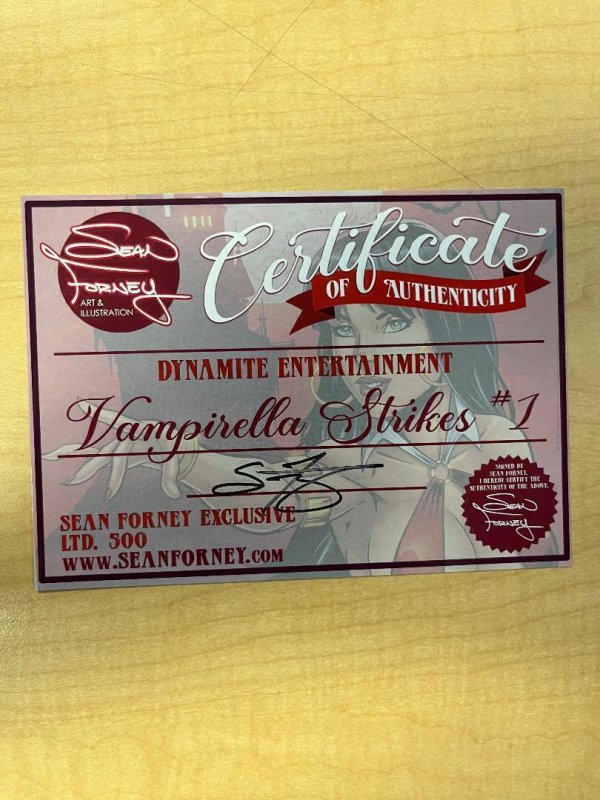 SEAN
FORNEY
ART &
ILLUSTRATION
Certificate
OF AUTHENTICITY
DYNAMITE ENTERTAINMENT
Vampirella Strikes #1
SEAN FORNEY EXCLUSIVE
LTD. 500
WWW.SEANFORNEY.COM
SIGNED BY
SEAN FORNEY.
I HEREBY CERTIFY THE
AUTHENTICITY OF THE ABOVE.
SEAN
FORNEY